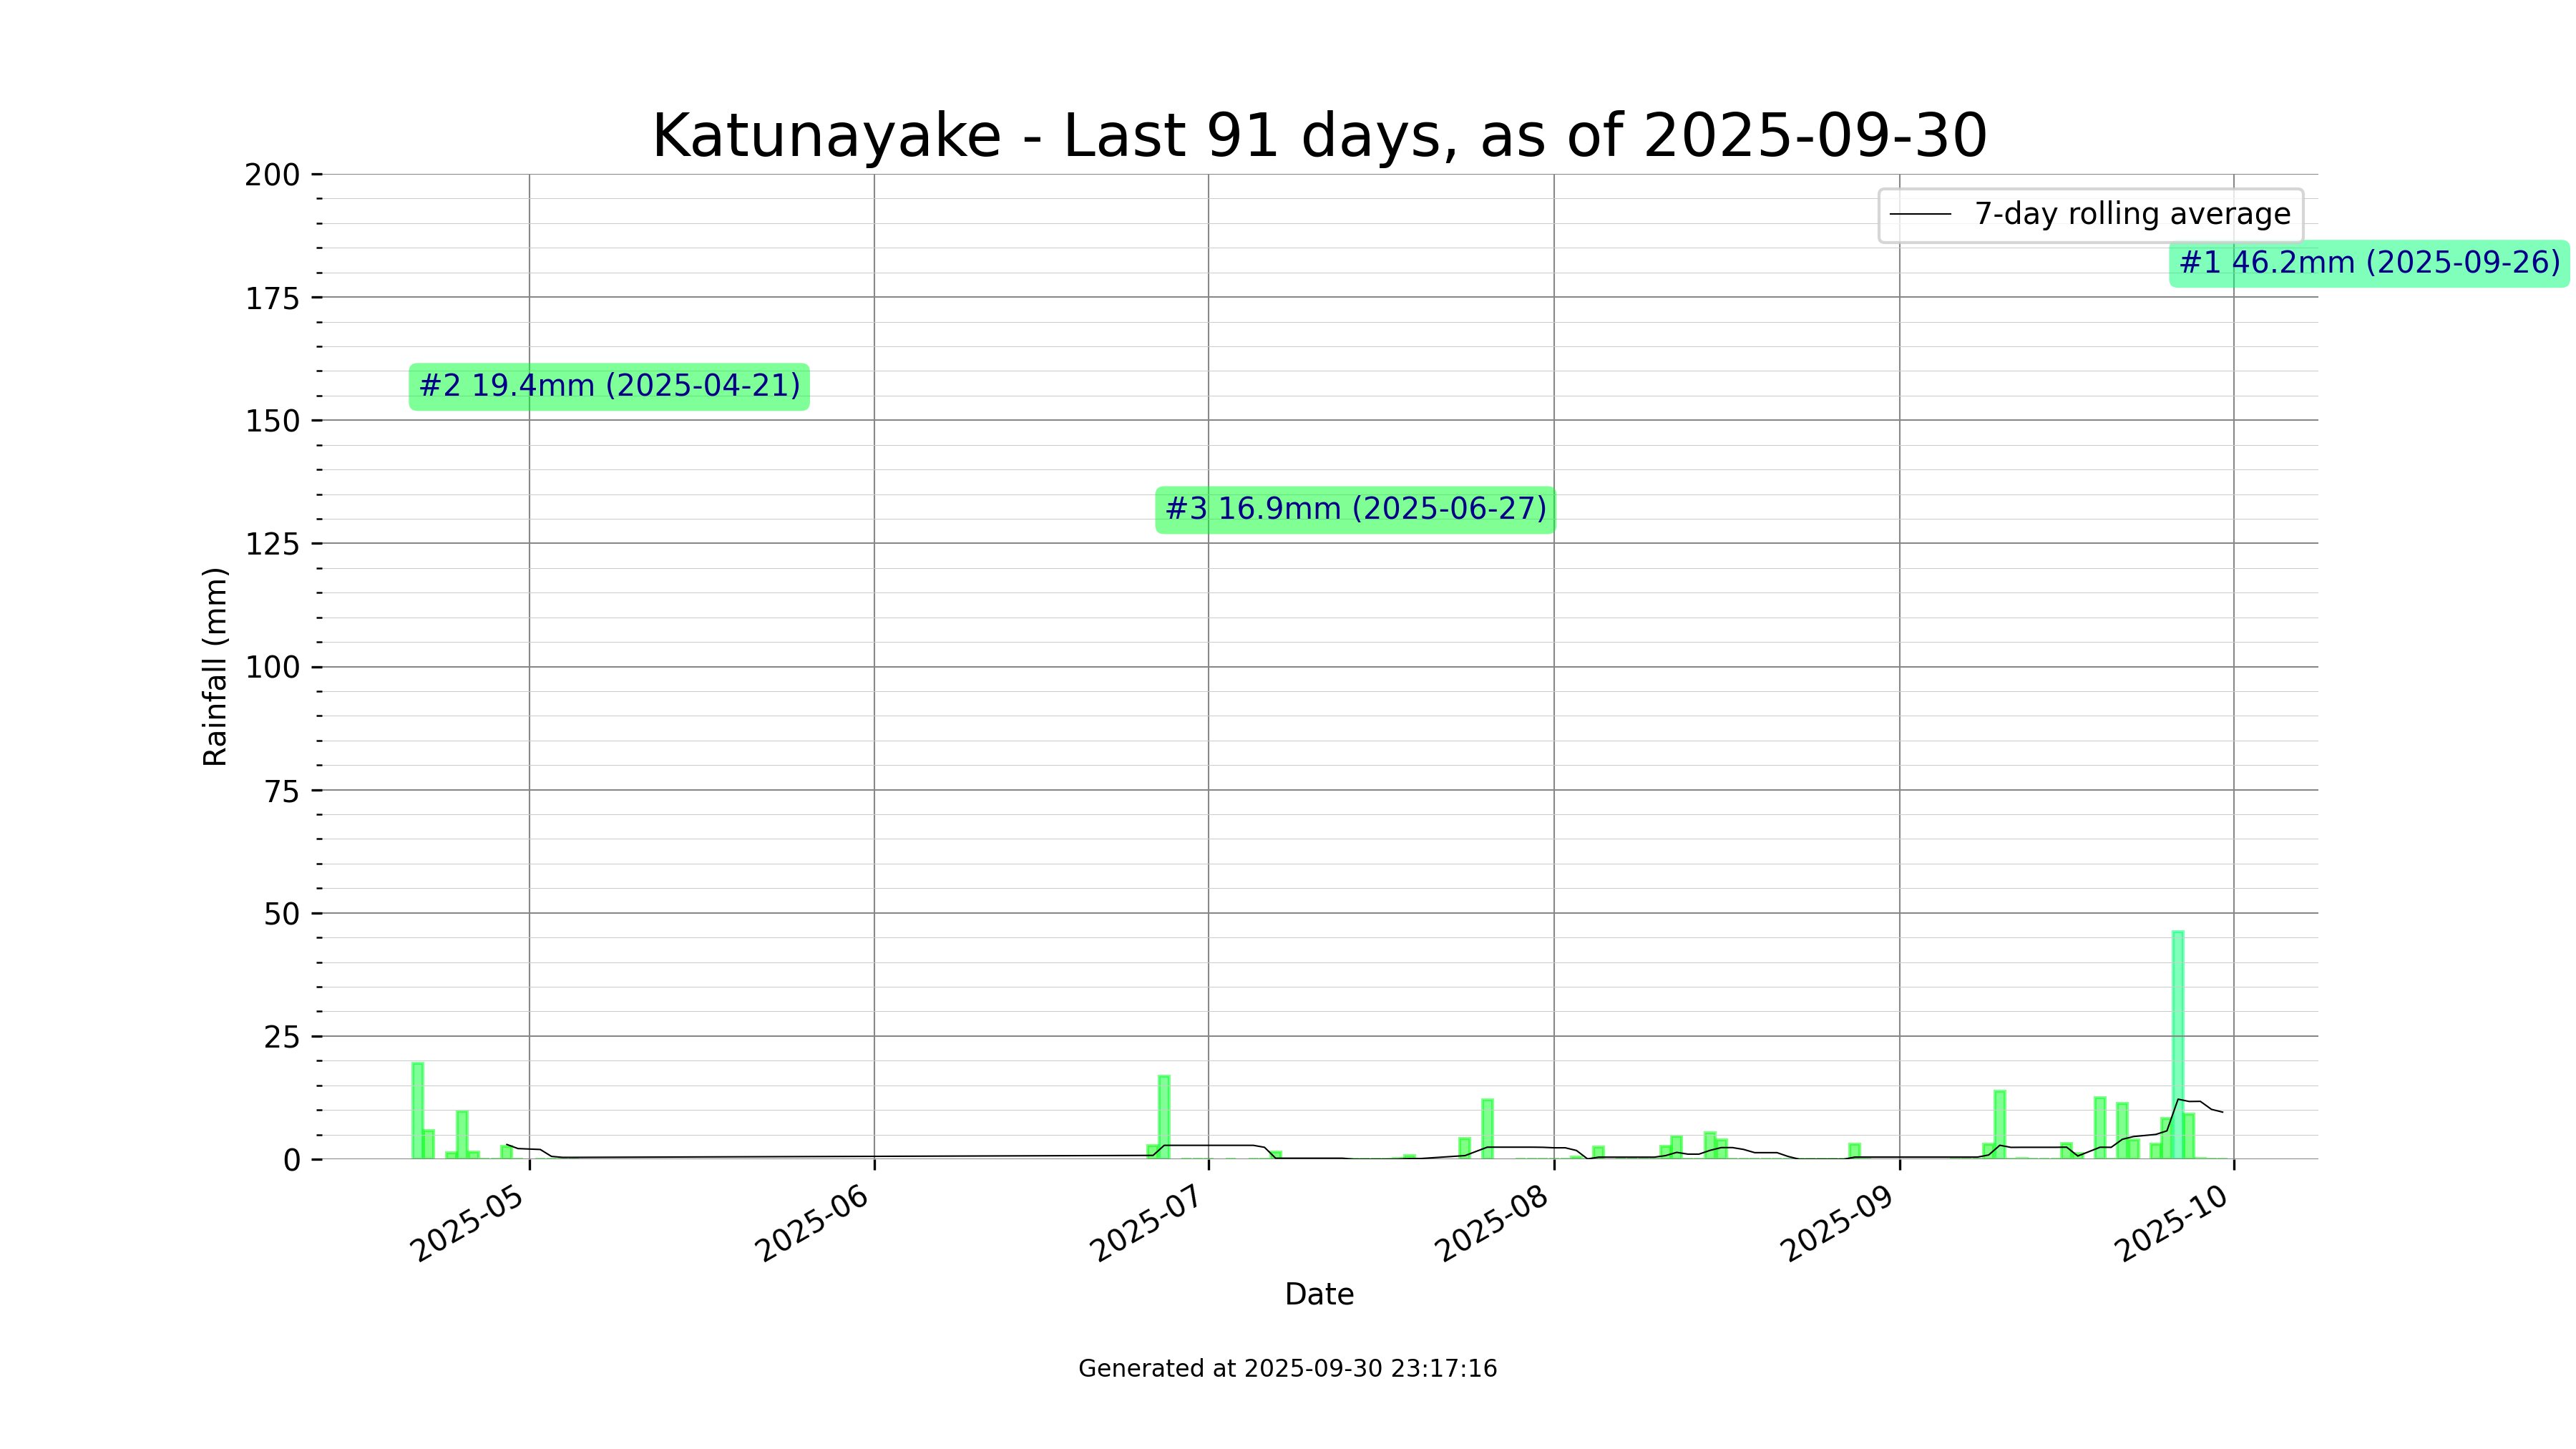 Katunayake - Last 91 days, as of 2025-09-30
200
175
150
125
100
75
50
25
0
Rainfall (mm)
7-day rolling average
#1 46.2mm (2025-09-26)
#2 19.4mm (2025-04-21)
#3 16.9mm (2025-06-27)
2025-05
2025-06
2025-07
2025-08
2025-09
2025-10
Date
Generated at 2025-09-30 23:17:16